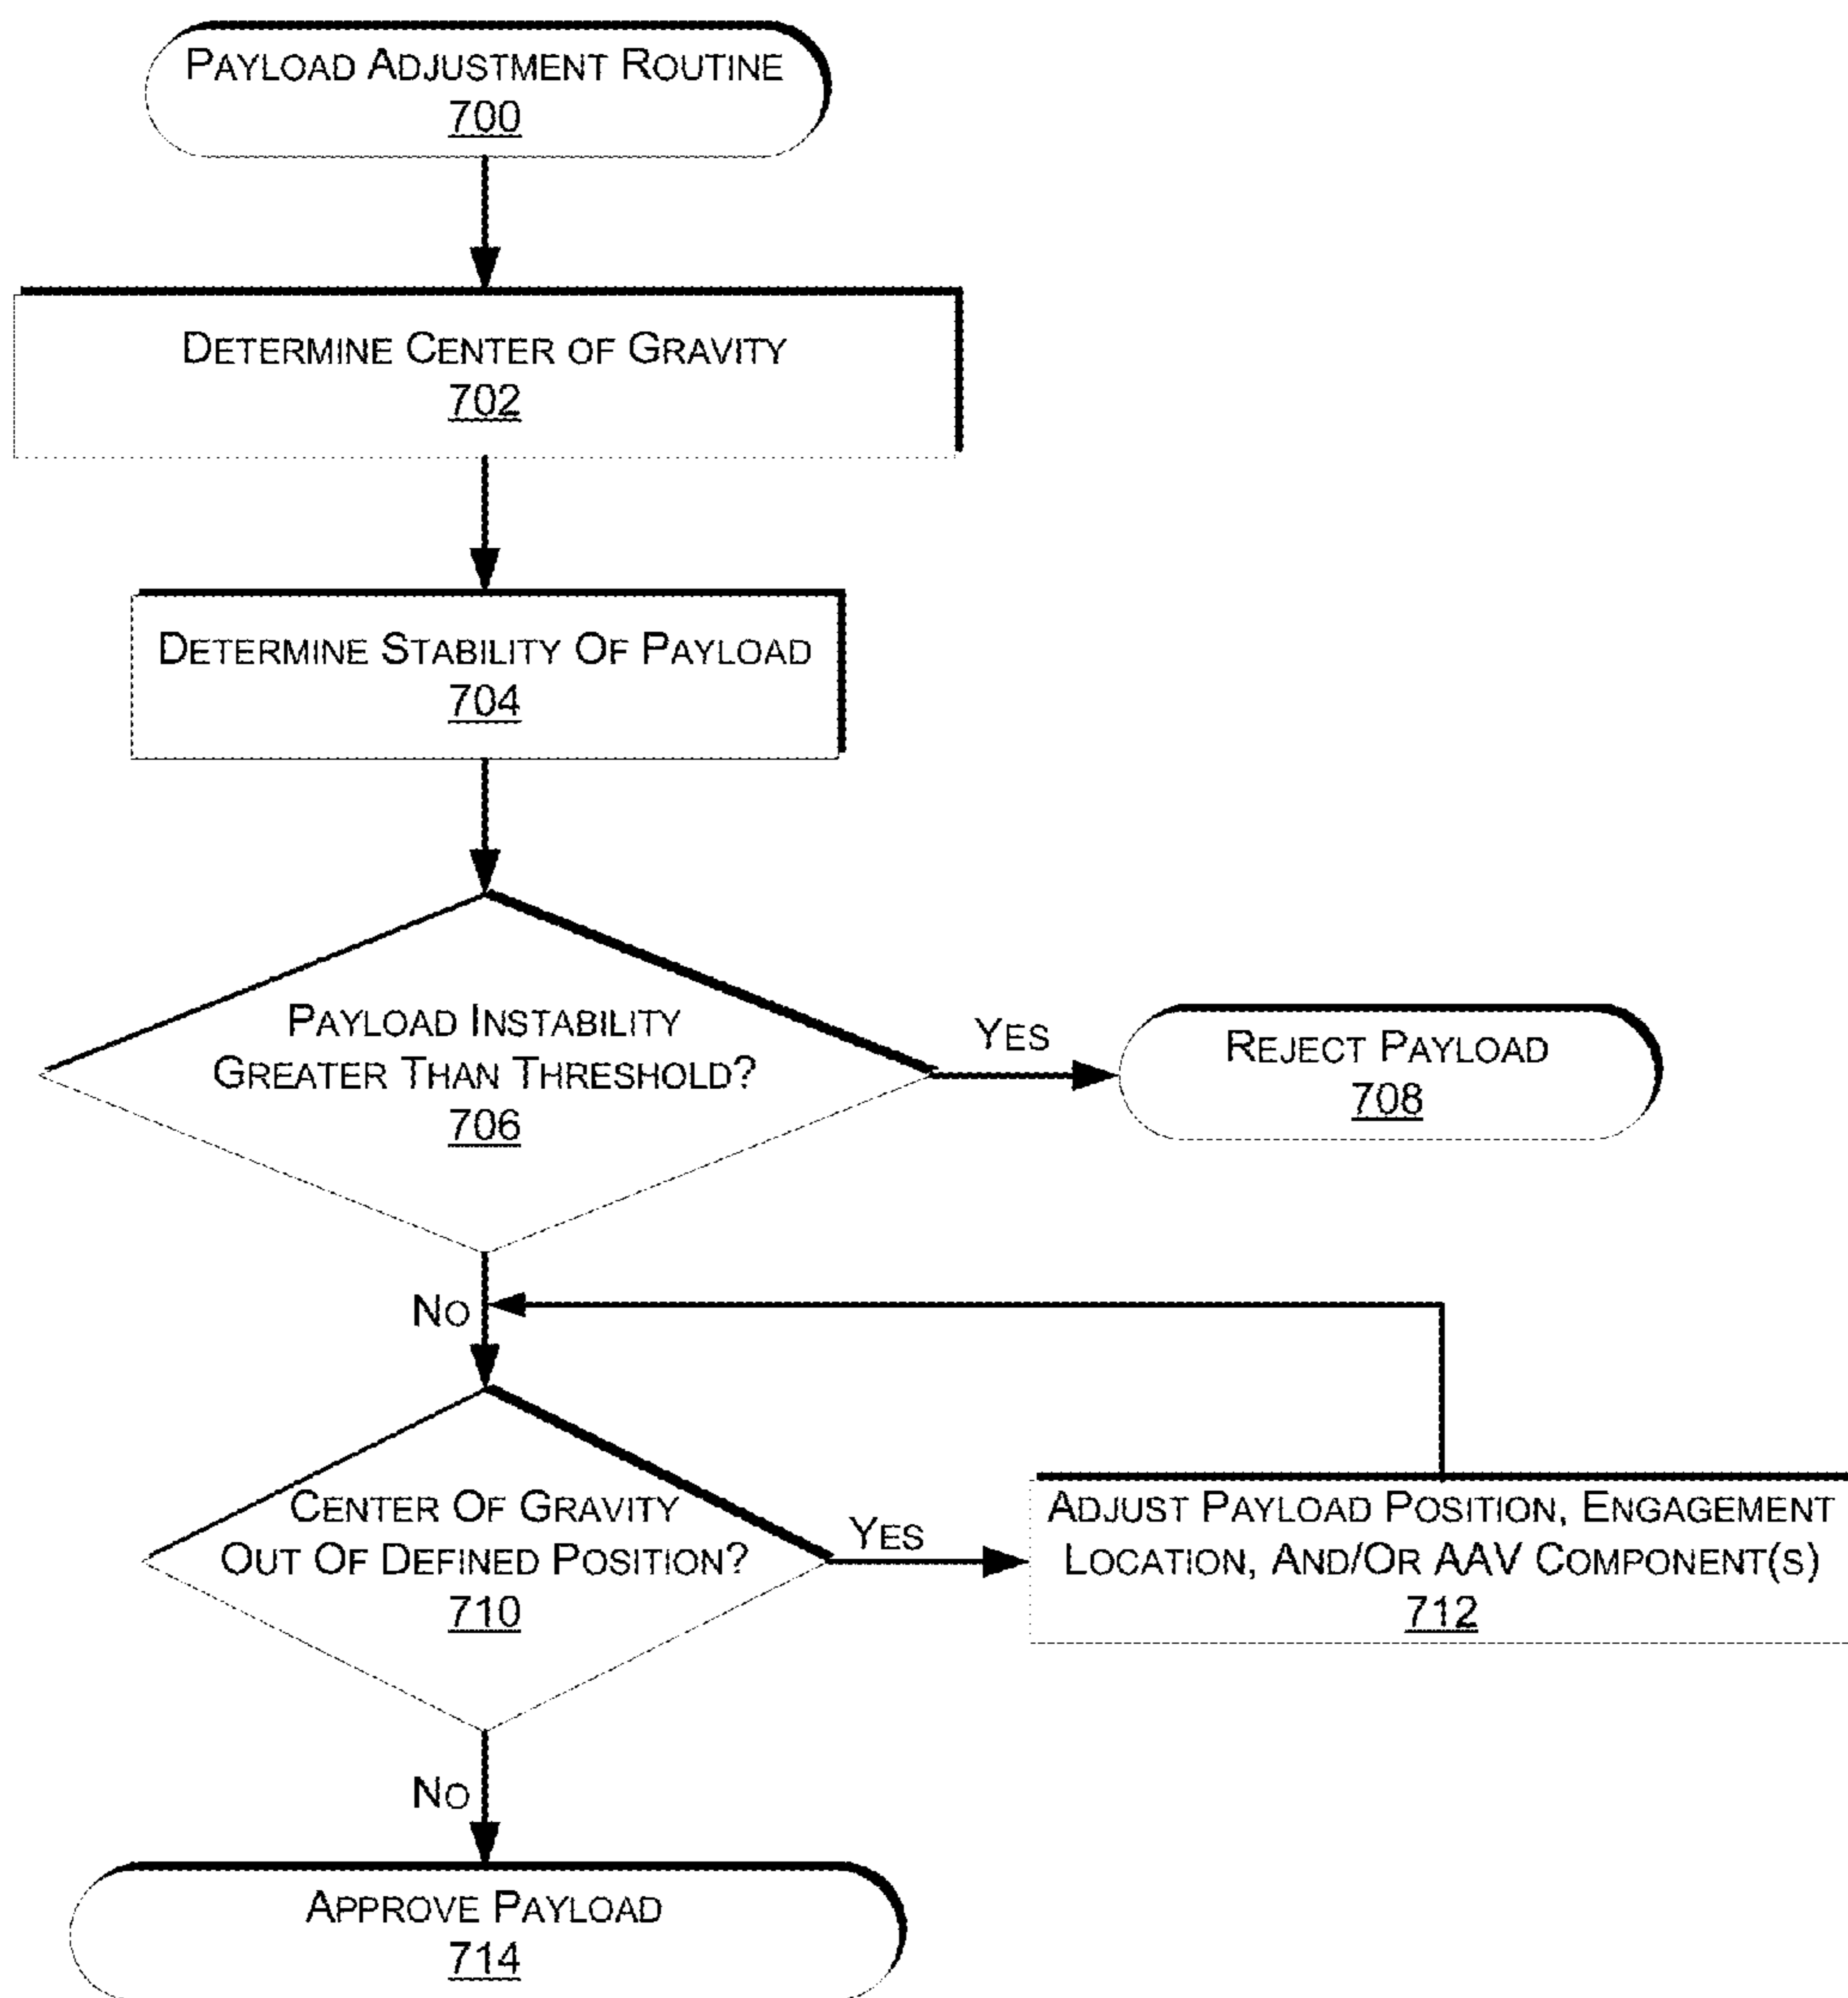 PAYLOAD ADJUSTMENT ROUTINE
700
DETERMINE CENTER OF GRAVITY
702
DETERMINE STABILITY OF PAYLOAD
704
PAYLOAD INSTABILITY
GREATER THAN THRESHOLD?
706
YES
REJECT PAYLOAD
708
NO
CENTER OF GRAVITY
OUT OF DEFINED POSITION?
710
YES
ADJUST PAYLOAD POSITION, ENGAGEMENT
LOCATION, AND/OR AAV COMPONENT(S)
712
NO
APPROVE PAYLOAD
714